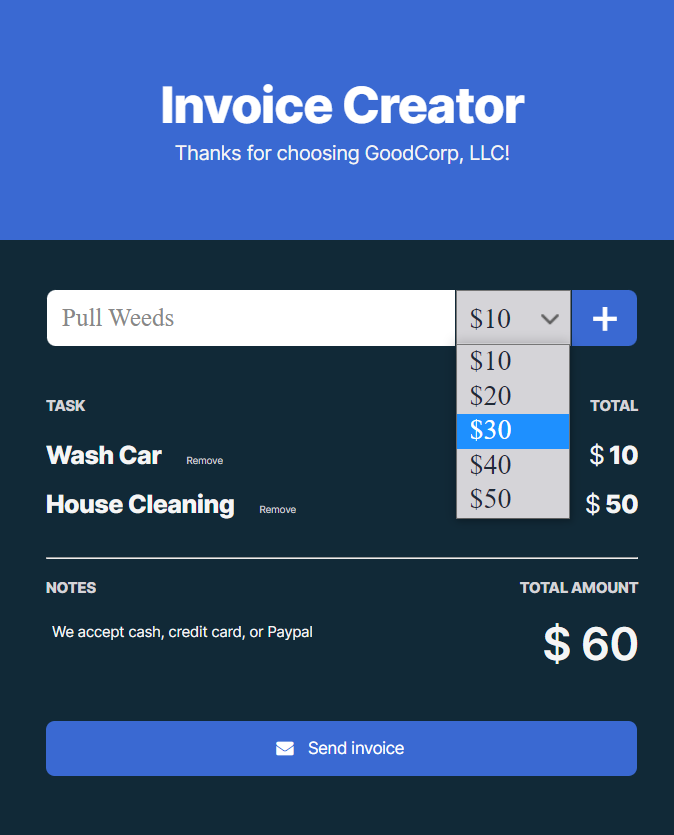 Invoice Creator
Thanks for choosing GoodCorp, LLC!
Pull Weeds $10
$10
$20
$30
$40
$50
TASK TOTAL
Wash Car Remove $ 10
House Cleaning Remove $ 50
NOTES TOTAL AMOUNT
We accept cash, credit card, or Paypal $ 60
Send invoice